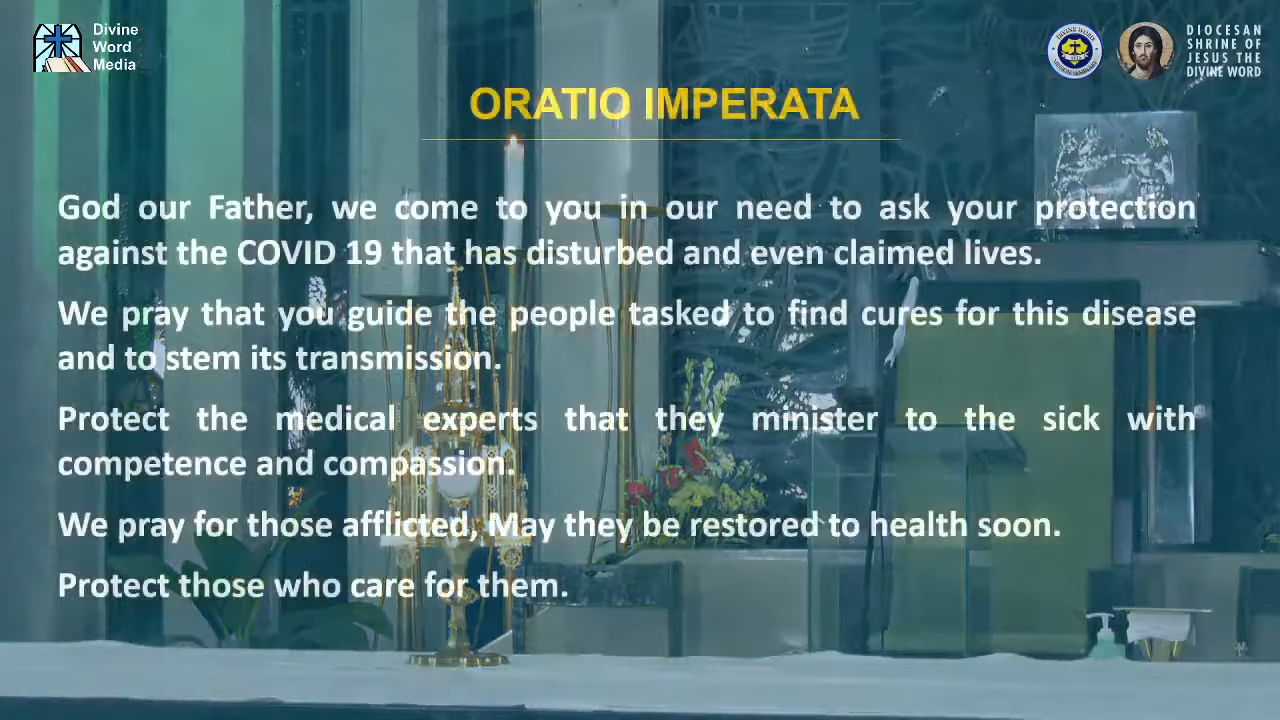 Divine
Word
Media
DIOCESAN
SHRINE OF
JESUS THE
DIVINE WORD
ORATIO IMPERATA
God our Father, we come to you in our need to ask your protection
against the COVID 19 that has disturbed and even claimed lives.
We pray that you guide the people tasked to find cures for this disease
and to stem its transmission.
Protect the medical experts that they minister to the sick with
competence and compassion.
We pray for those afflicted, May they be restored to health soon.
Protect those who care for them.